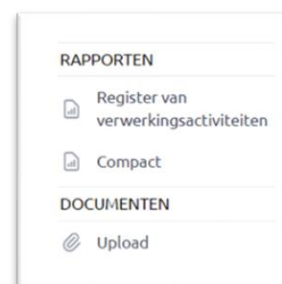 RAPPORTEN
Register van
verwerkingsactiviteiten
Compact
DOCUMENTEN
Upload